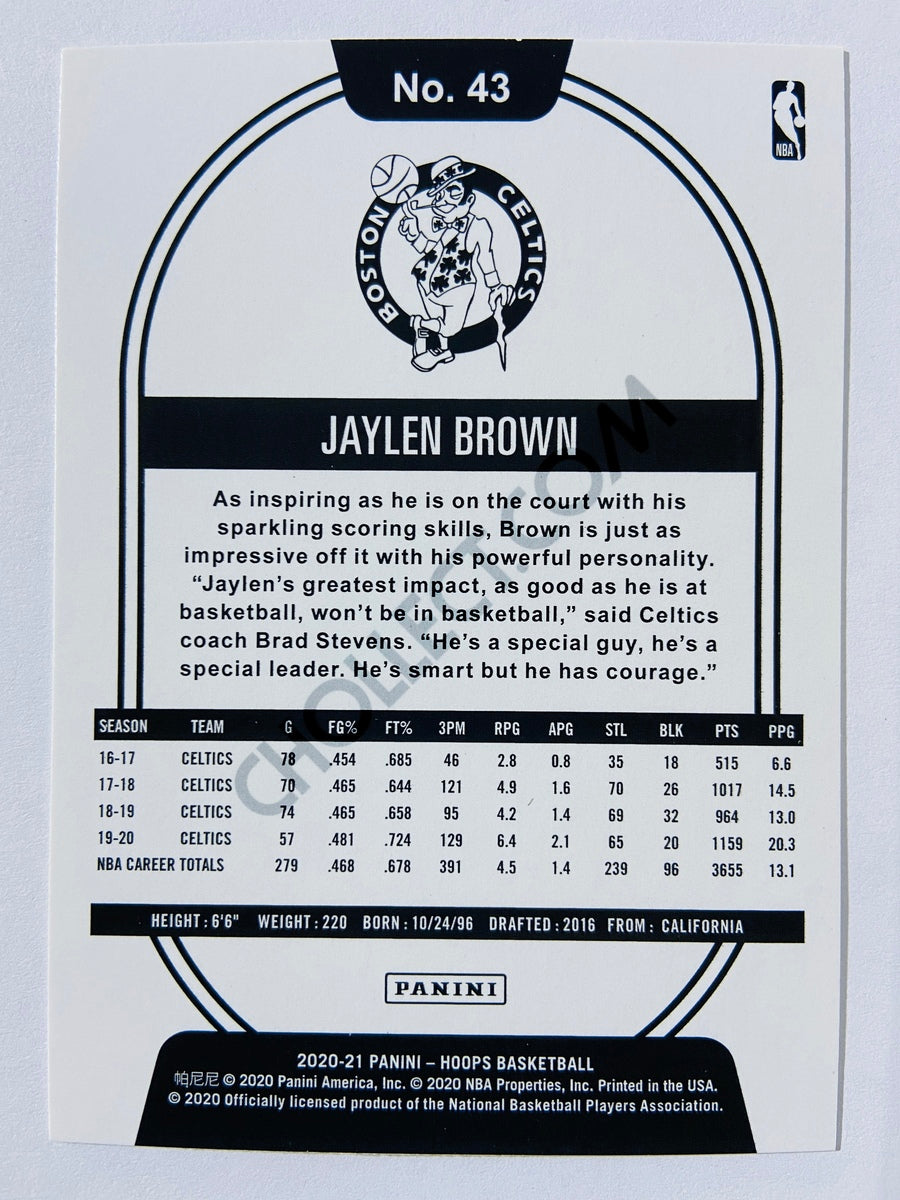 No. 43
NBA
BOSTON CELTICS
JAYLEN BROWN
As inspiring as he is on the court with his
sparkling scoring skills, Brown is just as
impressive off it with his powerful personality.
“Jaylen’s greatest impact, as good as he is at
basketball, won’t be in basketball,” said Celtics
coach Brad Stevens. “He’s a special guy, he’s a
special leader. He’s smart but he has courage.”
CHOLLECT.COM
SEASON TEAM G FG% FT% 3PM RPG APG STL BLK PTS PPG
16-17 CELTICS 78 .454 .685 46 2.8 0.8 35 18 515 6.6
17-18 CELTICS 70 .465 .644 121 4.9 1.6 70 26 1017 14.5
18-19 CELTICS 74 .465 .658 95 4.2 1.4 69 32 964 13.0
19-20 CELTICS 57 .481 .724 129 6.4 2.1 65 20 1159 20.3
NBA CAREER TOTALS 279 .468 .678 391 4.5 1.4 239 96 3655 13.1
HEIGHT : 6'6" WEIGHT : 220 BORN : 10/24/96 DRAFTED : 2016 FROM : CALIFORNIA
PANINI
2020-21 PANINI – HOOPS BASKETBALL
帕尼尼 © 2020 Panini America, Inc. © 2020 NBA Properties, Inc. Printed in the USA.
© 2020 Officially licensed product of the National Basketball Players Association.